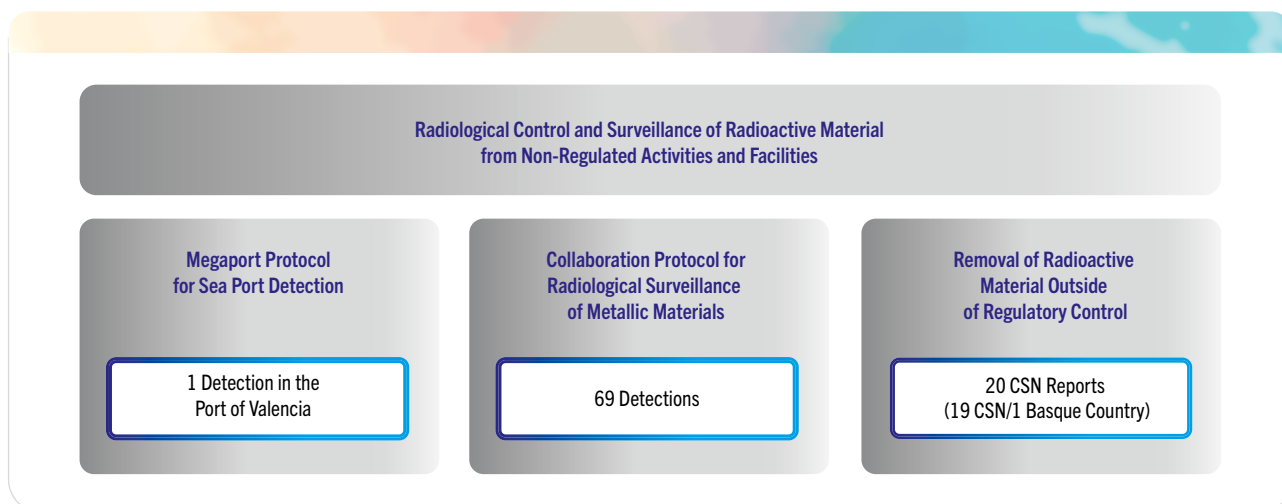 Radiological Control and Surveillance of Radioactive Material
from Non-Regulated Activities and Facilities
Megaport Protocol
for Sea Port Detection
1 Detection in the
Port of Valencia
Collaboration Protocol for
Radiological Surveillance
of Metallic Materials
69 Detections
Removal of Radioactive
Material Outside
of Regulatory Control
20 CSN Reports
(19 CSN/1 Basque Country)